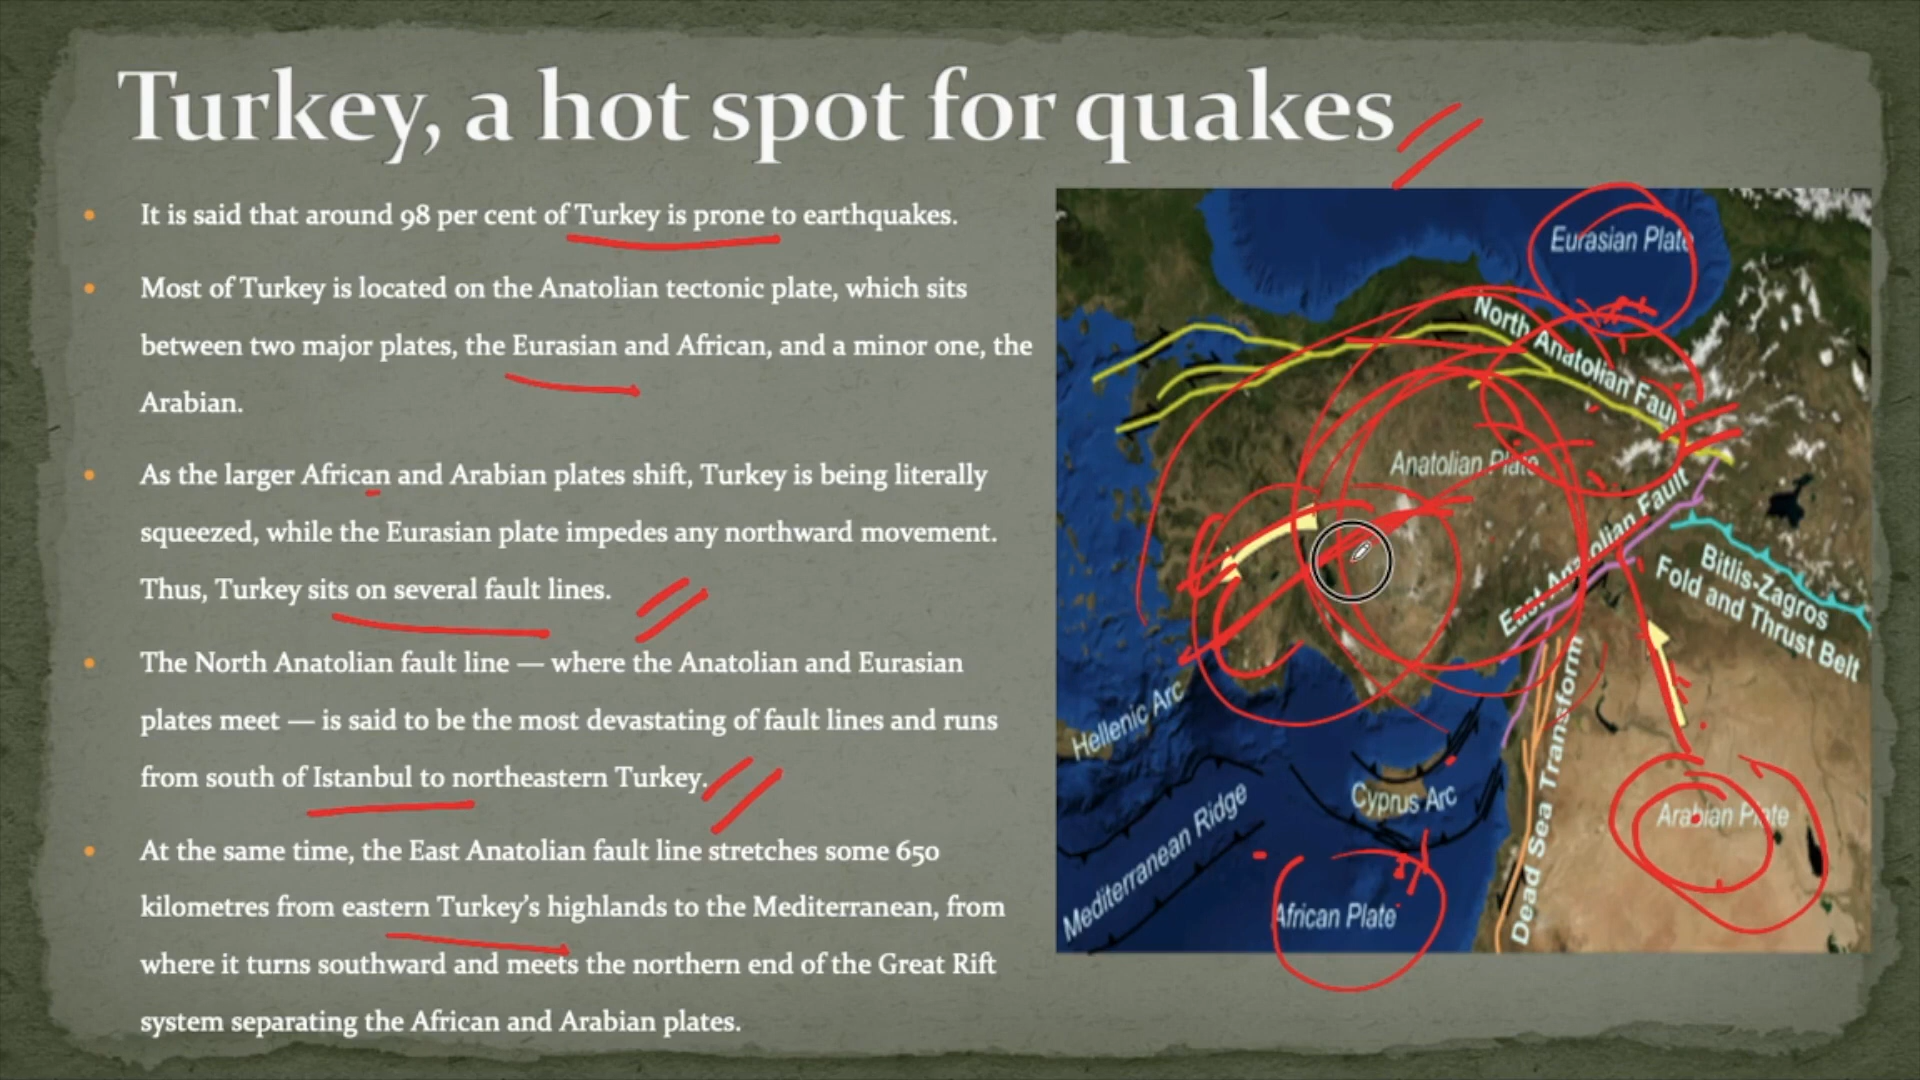 Turkey, a hot spot for quakes
It is said that around 98 per cent of Turkey is prone to earthquakes.
Most of Turkey is located on the Anatolian tectonic plate, which sits
between two major plates, the Eurasian and African, and a minor one, the
Arabian.
As the larger African and Arabian plates shift, Turkey is being literally
squeezed, while the Eurasian plate impedes any northward movement.
Thus, Turkey sits on several fault lines.
The North Anatolian fault line — where the Anatolian and Eurasian
plates meet — is said to be the most devastating of fault lines and runs
from south of Istanbul to northeastern Turkey.
At the same time, the East Anatolian fault line stretches some 650
kilometres from eastern Turkey's highlands to the Mediterranean, from
where it turns southward and meets the northern end of the Great Rift
system separating the African and Arabian plates.
Eurasian Plate
North Anatolian Fault
Anatolian Plate
East Anatolian Fault
Bitlis-Zagros
Fold and Thrust Belt
Hellenic Arc
Cyprus Arc
Mediterranean Ridge
Dead Sea Transform
Arabian Plate
African Plate